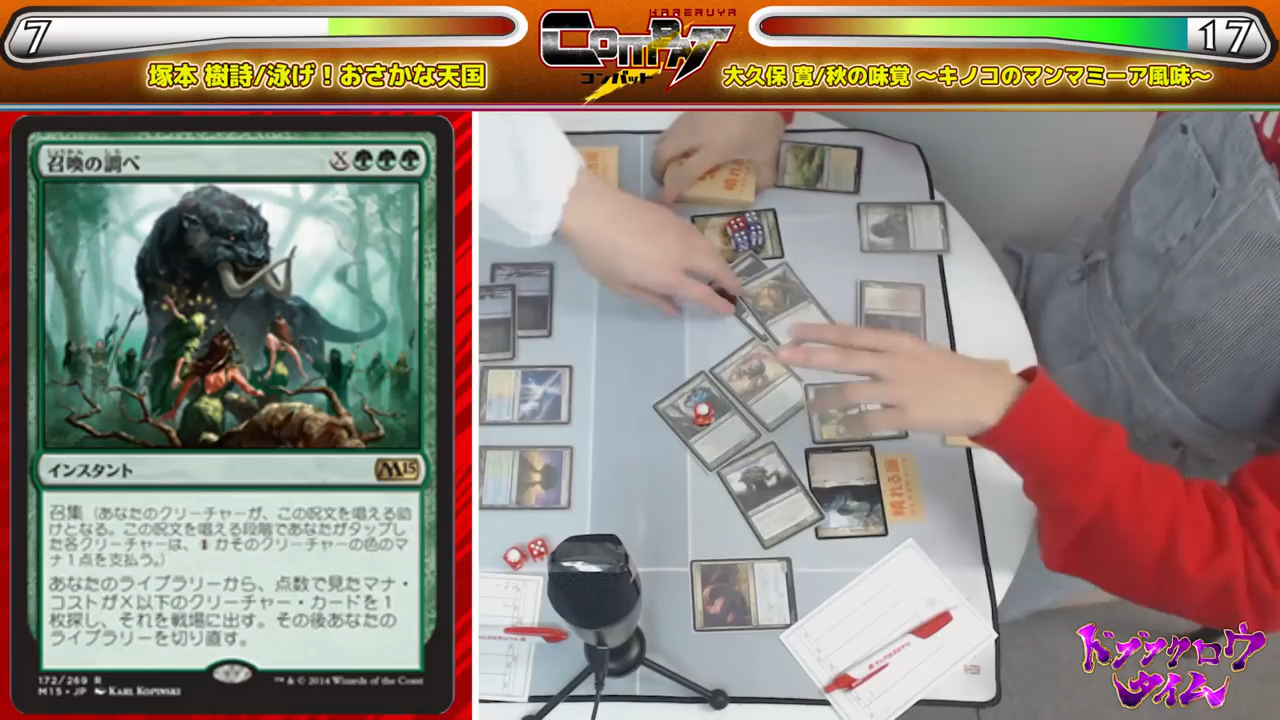 7
塚本 樹詩/泳げ！おさかな天国
HARERUYA
COMBAT
コンバット
17
大久保 寛/秋の味覚 ～キノコのマンマミーア風味～
召喚の調べ
しょうかん しら
X
インスタント
M15
召集（あなたのクリーチャーが、この呪文を唱える助
けとなる。この呪文を唱える段階であなたがタップし
た各クリーチャーは、1 かそのクリーチャーの色のマ
ナ１点を支払う。）
あなたのライブラリーから、点数で見たマナ・
コストがX以下のクリーチャー・カードを１
枚探し、それを戦場に出す。その後あなたの
ライブラリーを切り直す。
172/269 R
M15 • JP KARL KOPINSKI
™ & © 2014 Wizards of the Coast
晴れる屋
ドブフクロウ
タイム